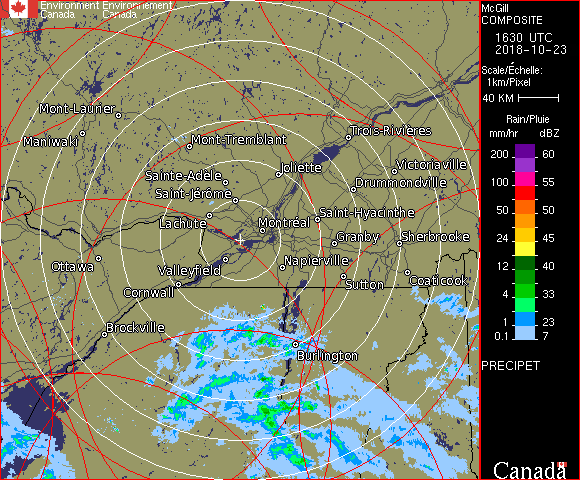 Environment Environnement
Canada Canada
McGill
COMPOSITE
1630 UTC
2018-10-23
Scale/Échelle:
1km/Pixel
40 KM
Rain/Pluie
mm/hr dBZ
200 60
150 55
100 55
50 50
24 45
12 40
4 33
1 23
0.1 7
PRECIPET
Canada
Mont-Laurier
Maniwaki
Mont-Tremblant
Trois-Rivières
Sainte-Adèle
Joliette
Victoriaville
Saint-Jérôme
Drummondville
Lachute
Montréal
Saint-Hyacinthe
Granby
Sherbrooke
Ottawa
Valleyfield
Napierville
Cornwall
Sutton
Coaticook
Brockville
Burlington